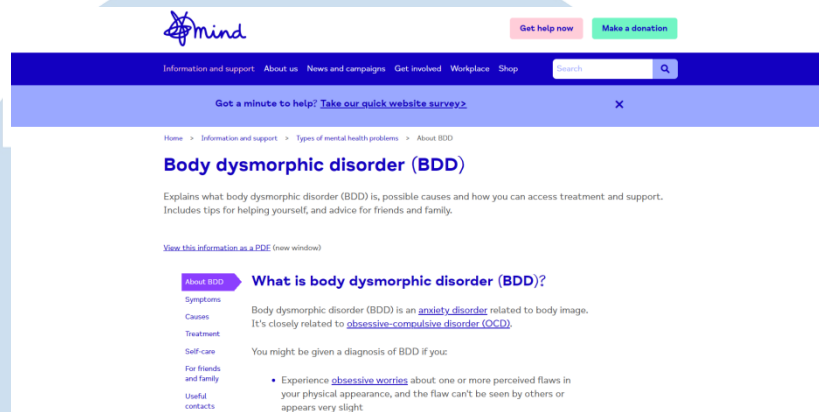 mind
Get help now
Make a donation
Information and support About us News and campaigns Get involved Workplace Shop
Search
Got a minute to help? Take our quick website survey>
Home > Information and support > Types of mental health problems > About BDD
Body dysmorphic disorder (BDD)
Explains what body dysmorphic disorder (BDD) is, possible causes and how you can access treatment and support.
Includes tips for helping yourself, and advice for friends and family.
View this information as a PDF (new window)
About BDD
Symptoms
Causes
Treatment
Self-care
For friends
and family
Useful
contacts
What is body dysmorphic disorder (BDD)?
Body dysmorphic disorder (BDD) is an anxiety disorder related to body image.
It's closely related to obsessive-compulsive disorder (OCD).
You might be given a diagnosis of BDD if you:
• Experience obsessive worries about one or more perceived flaws in
your physical appearance, and the flaw can't be seen by others or
appears very slight